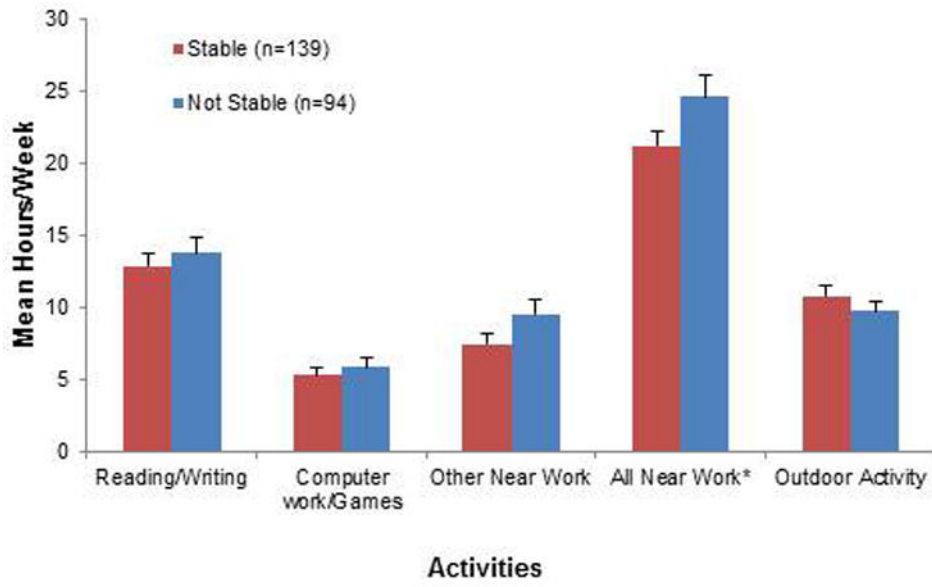 30
25
20
15
10
5
0
Mean Hours/Week
Stable (n=139)
Not Stable (n=94)
Reading/Writing
Computer
work/Games
Other Near Work
All Near Work*
Outdoor Activity
Activities